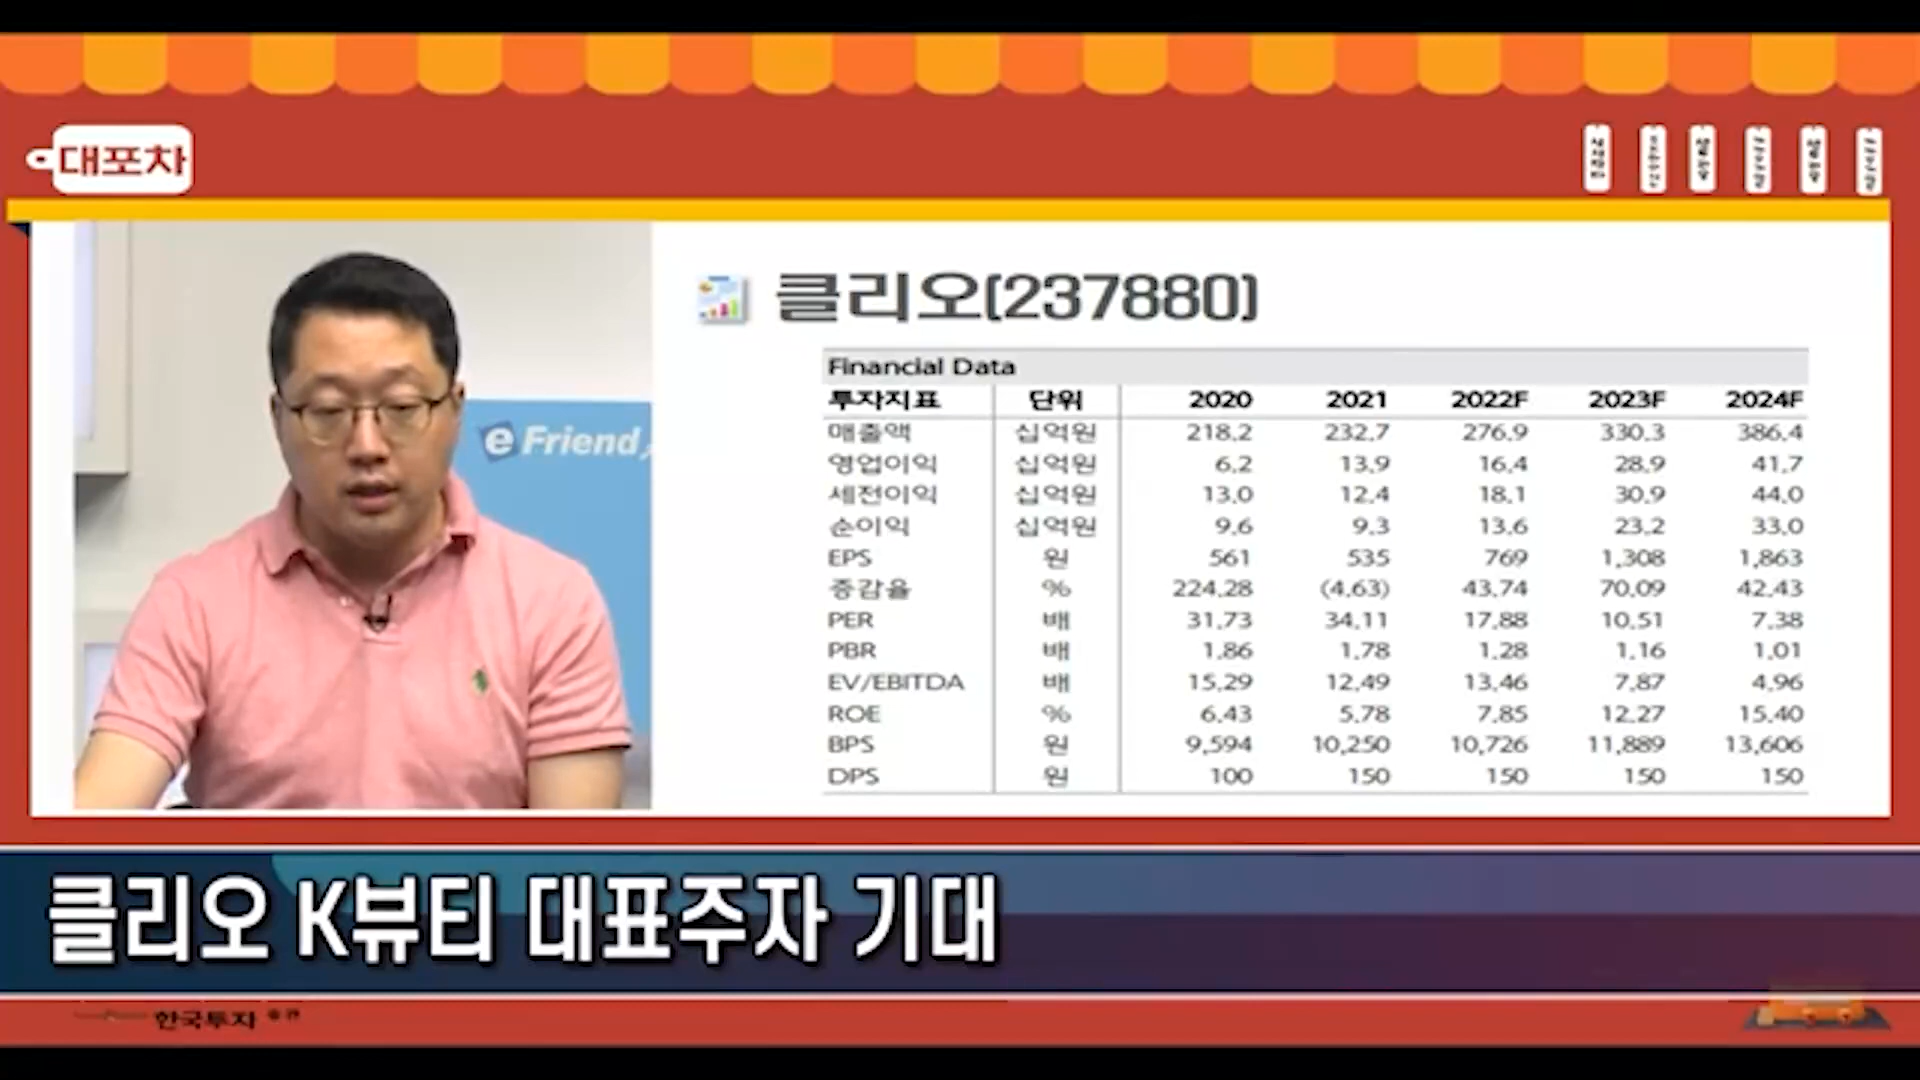 대포차
e Friend
클리오(237880)
Financial Data
투자지표 단위 2020 2021 2022F 2023F 2024F
매출액 십억원 218.2 232.7 276.9 330.3 386.4
영업이익 십억원 6.2 13.9 16.4 28.9 41.7
세전이익 십억원 13.0 12.4 18.1 30.9 44.0
순이익 십억원 9.6 9.3 13.6 23.2 33.0
EPS 원 561 535 769 1,308 1,863
증감율 % 224.28 (4.63) 43.74 70.09 42.43
PER 배 31.73 34.11 17.88 10.51 7.38
PBR 배 1.86 1.78 1.28 1.16 1.01
EV/EBITDA 배 15.29 12.49 13.46 7.87 4.96
ROE % 6.43 5.78 7.85 12.27 15.40
BPS 원 9,594 10,250 10,726 11,889 13,606
DPS 원 100 150 150 150 150
클리오 K뷰티 대표주자 기대
한국투자